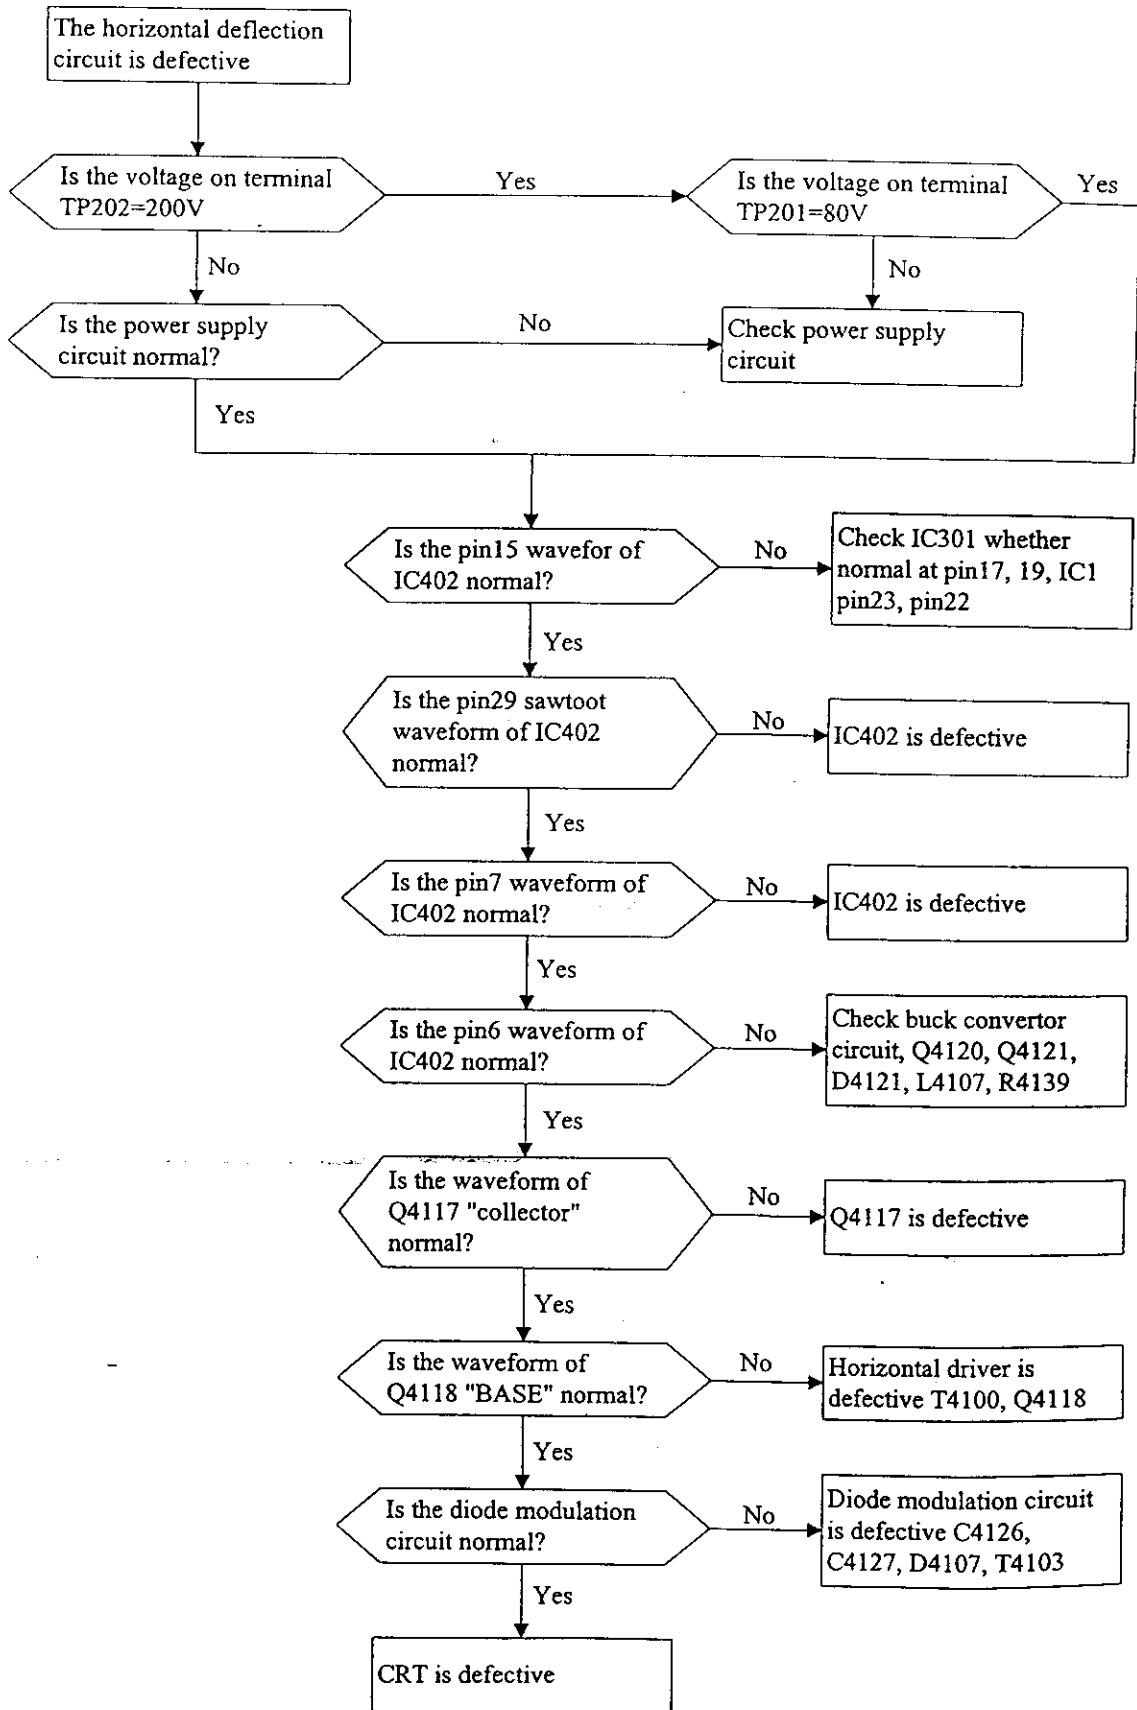 The horizontal deflection
circuit is defective
Is the voltage on terminal
TP202=200V
Yes
Is the voltage on terminal
TP201=80V
Yes
No
No
Is the power supply
circuit normal?
No
Check power supply
circuit
Yes
Is the pin15 wavefor of
IC402 normal?
No
Check IC301 whether
normal at pin17, 19, IC1
pin23, pin22
Yes
Is the pin29 sawtoot
waveform of IC402
normal?
No
IC402 is defective
Yes
Is the pin7 waveform of
IC402 normal?
No
IC402 is defective
Yes
Is the pin6 waveform of
IC402 normal?
No
Check buck convertor
circuit, Q4120, Q4121,
D4121, L4107, R4139
Yes
Is the waveform of
Q4117 "collector"
normal?
No
Q4117 is defective
Yes
Is the waveform of
Q4118 "BASE" normal?
No
Horizontal driver is
defective T4100, Q4118
Yes
Is the diode modulation
circuit normal?
No
Diode modulation circuit
is defective C4126,
C4127, D4107, T4103
Yes
CRT is defective